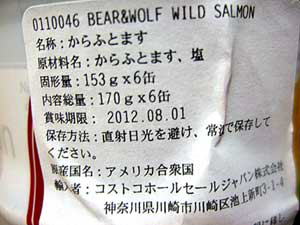 0110046 BEAR&WOLF WILD SALMON
名称:からふとます
原材料名:からふとます、塩
固形量:153g×6缶
内容総量:170g×6缶
賞味期限:2012.08.01
保存方法:直射日光を避け、常温で保存して
ください。
原産国名:アメリカ合衆国
輸入者:コストコホールセールジャパン株式会社
神奈川県川崎市川崎区池上新町3-1-4